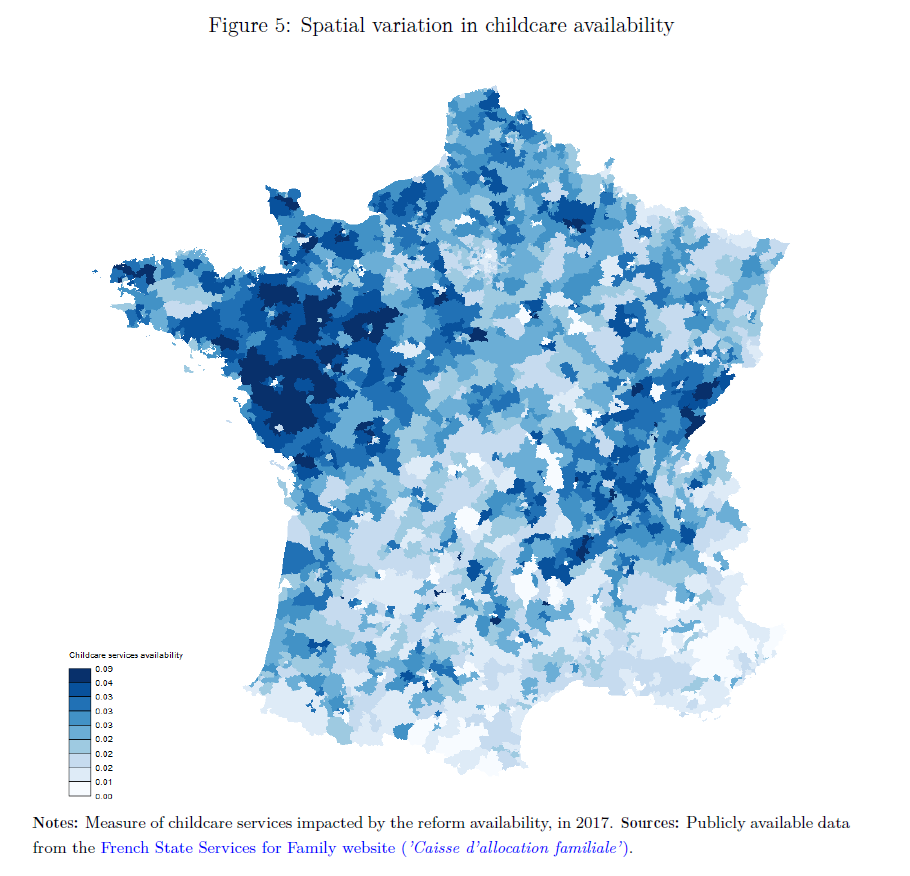 Figure 5: Spatial variation in childcare availability
Childcare services availability
0.09
0.04
0.03
0.03
0.03
0.02
0.02
0.02
0.01
0.00
Notes: Measure of childcare services impacted by the reform availability, in 2017. Sources: Publicly available data
from the French State Services for Family website ('Caisse d'allocation familiale').